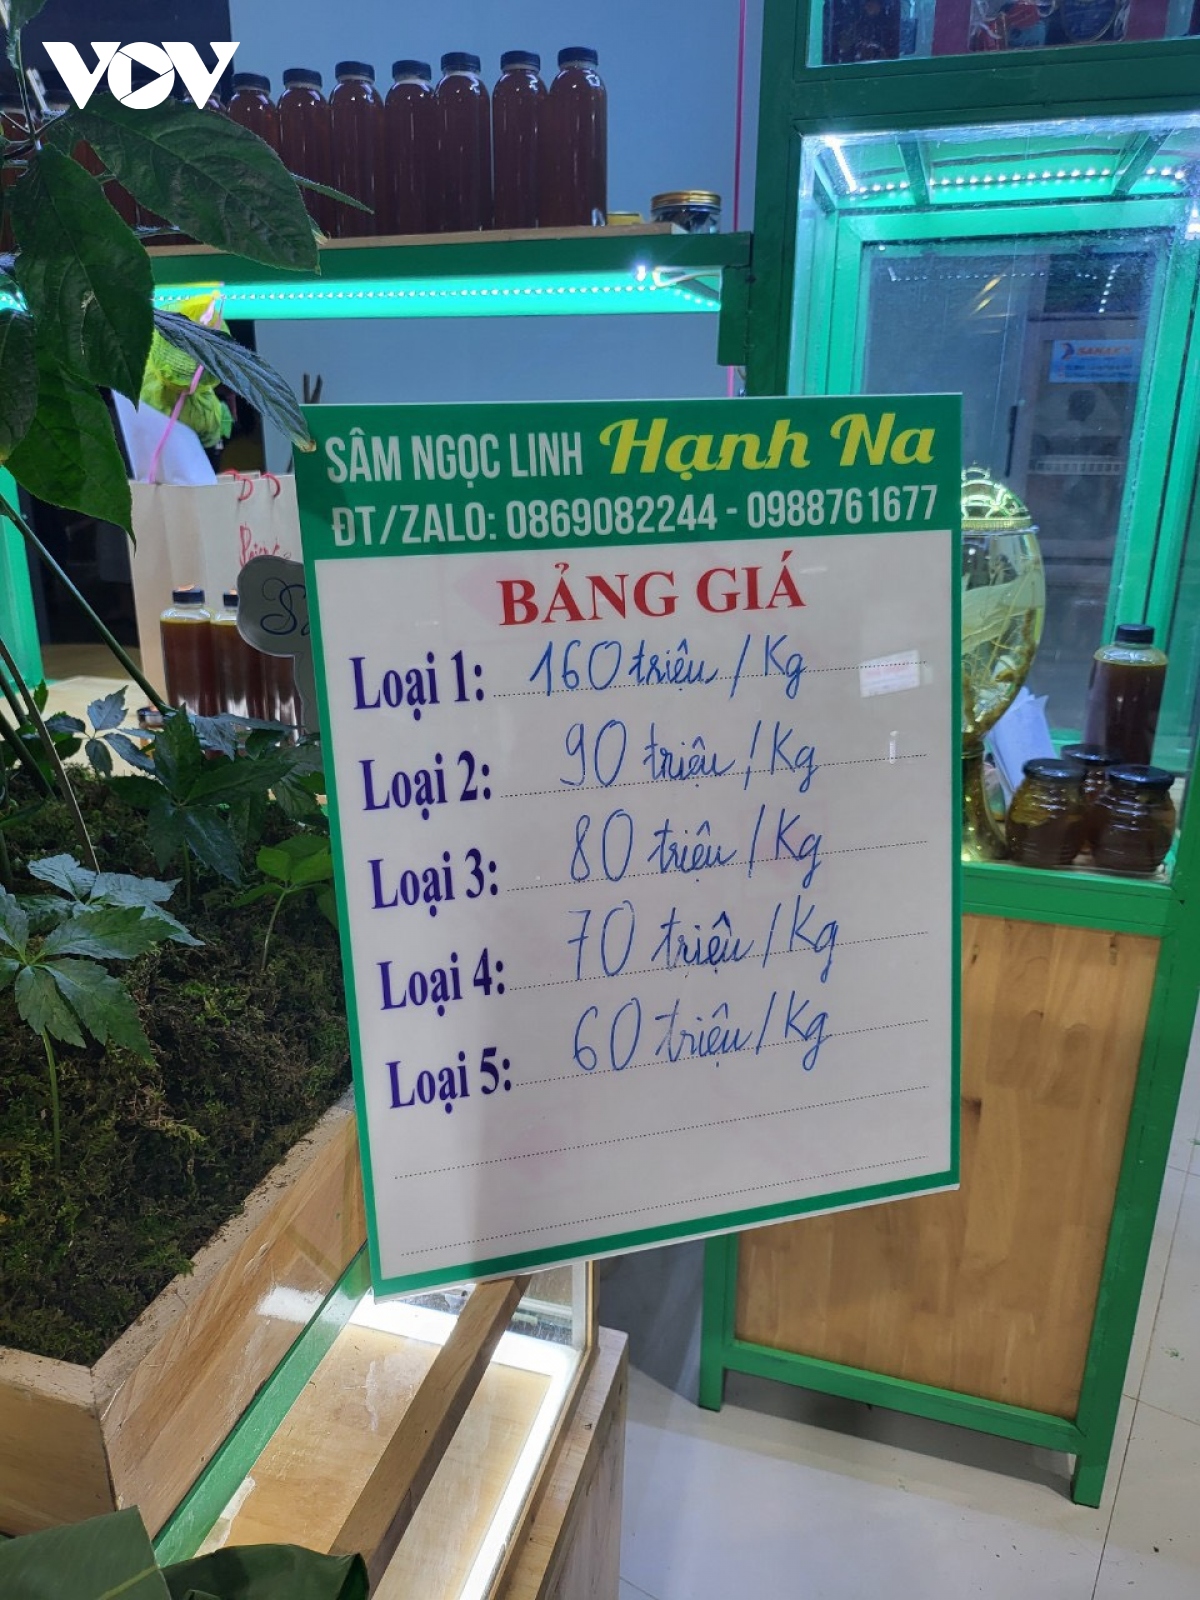 VOV
SÂM NGỌC LINH Hạnh Na
ĐT/ZALO: 0869082244 - 0988761677
BẢNG GIÁ
Loại 1: 160 triệu / Kg
Loại 2: 90 triệu / Kg
Loại 3: 80 triệu / Kg
Loại 4: 70 triệu / Kg
Loại 5: 60 triệu / Kg
SANAKY